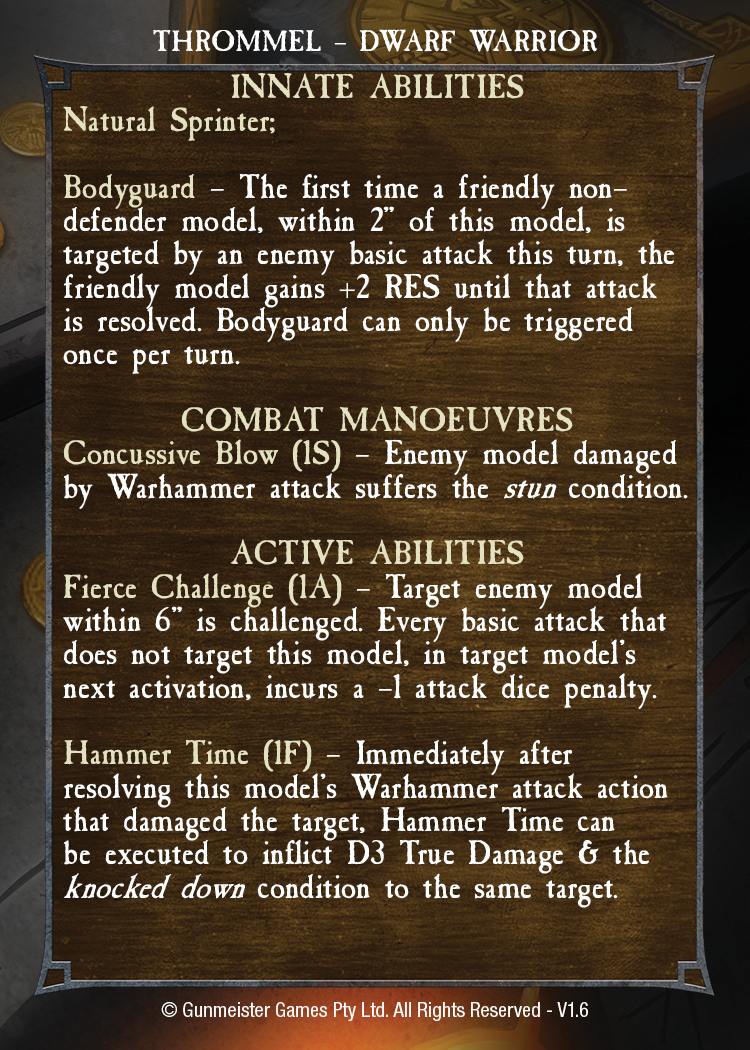 THROMMEL – DWARF WARRIOR
INNATE ABILITIES
Natural Sprinter;
Bodyguard – The first time a friendly non-
defender model, within 2” of this model, is
targeted by an enemy basic attack this turn, the
friendly model gains +2 RES until that attack
is resolved. Bodyguard can only be triggered
once per turn.
COMBAT MANOEUVRES
Concussive Blow (1S) – Enemy model damaged
by Warhammer attack suffers the stun condition.
ACTIVE ABILITIES
Fierce Challenge (1A) – Target enemy model
within 6” is challenged. Every basic attack that
does not target this model, in target model’s
next activation, incurs a –1 attack dice penalty.
Hammer Time (1F) – Immediately after
resolving this model’s Warhammer attack action
that damaged the target, Hammer Time can
be executed to inflict D3 True Damage & the
knocked down condition to the same target.
© Gunmeister Games Pty Ltd. All Rights Reserved - V1.6